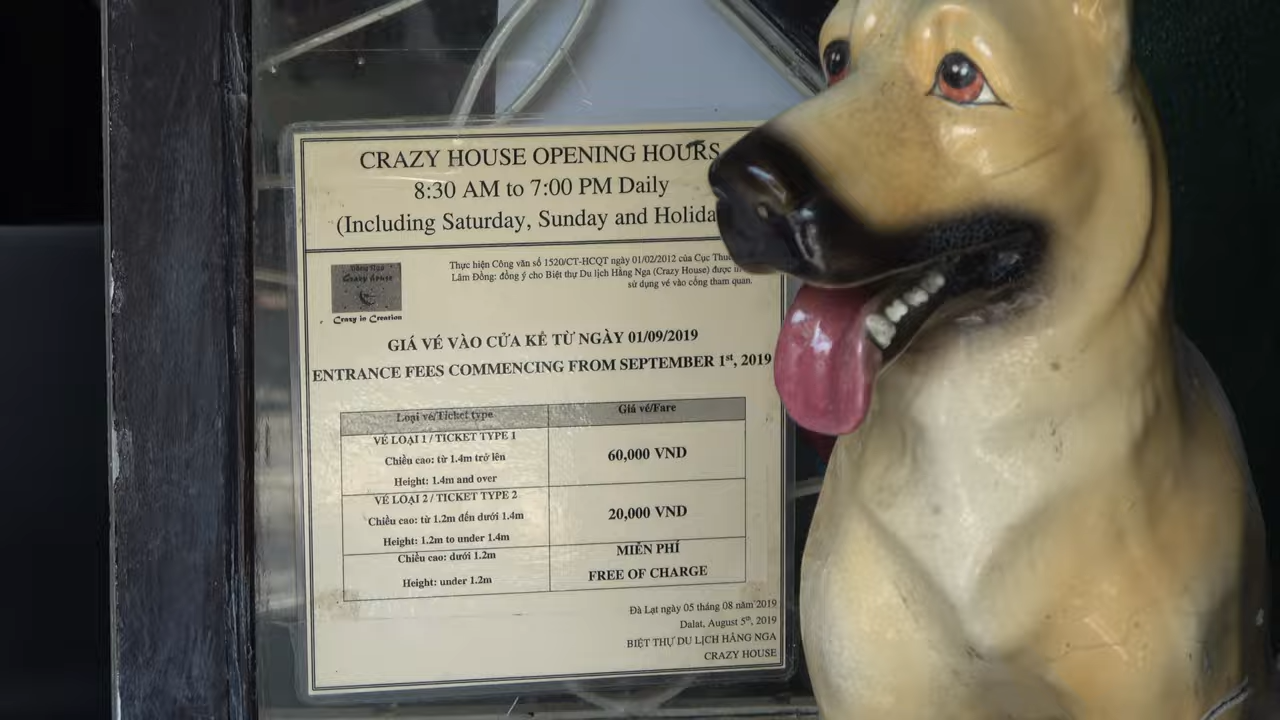 CRAZY HOUSE OPENING HOURS
8:30 AM to 7:00 PM Daily
(Including Saturday, Sunday and Holida
Thực hiện Công văn số 1520/CT-HCQT ngày 01/02/2012 của Cục Thu
Lâm Đồng: đồng ý cho Biệt thự Du lịch Hằng Nga (Crazy House) được
sử dụng vé vào cổng tham quan.
Hằng Nga
Crazy House
Crazy in Creation
GIÁ VÉ VÀO CỬA KỂ TỪ NGÀY 01/09/2019
ENTRANCE FEES COMMENCING FROM SEPTEMBER 1st, 2019
Loại vé/Ticket type Giá vé/Fare
VÉ LOẠI 1 / TICKET TYPE 1
Chiều cao: từ 1.4m trở lên
60,000 VND
Height: 1.4m and over
VÉ LOẠI 2 / TICKET TYPE 2
Chiều cao: từ 1.2m đến dưới 1.4m
20,000 VND
Height: 1.2m to under 1.4m
Chiều cao: dưới 1.2m MIỄN PHÍ
Height: under 1.2m FREE OF CHARGE
Đà Lạt ngày 05 tháng 08 năm 2019
Dalat, August 5th, 2019
BIỆT THỰ DU LỊCH HẰNG NGA
CRAZY HOUSE